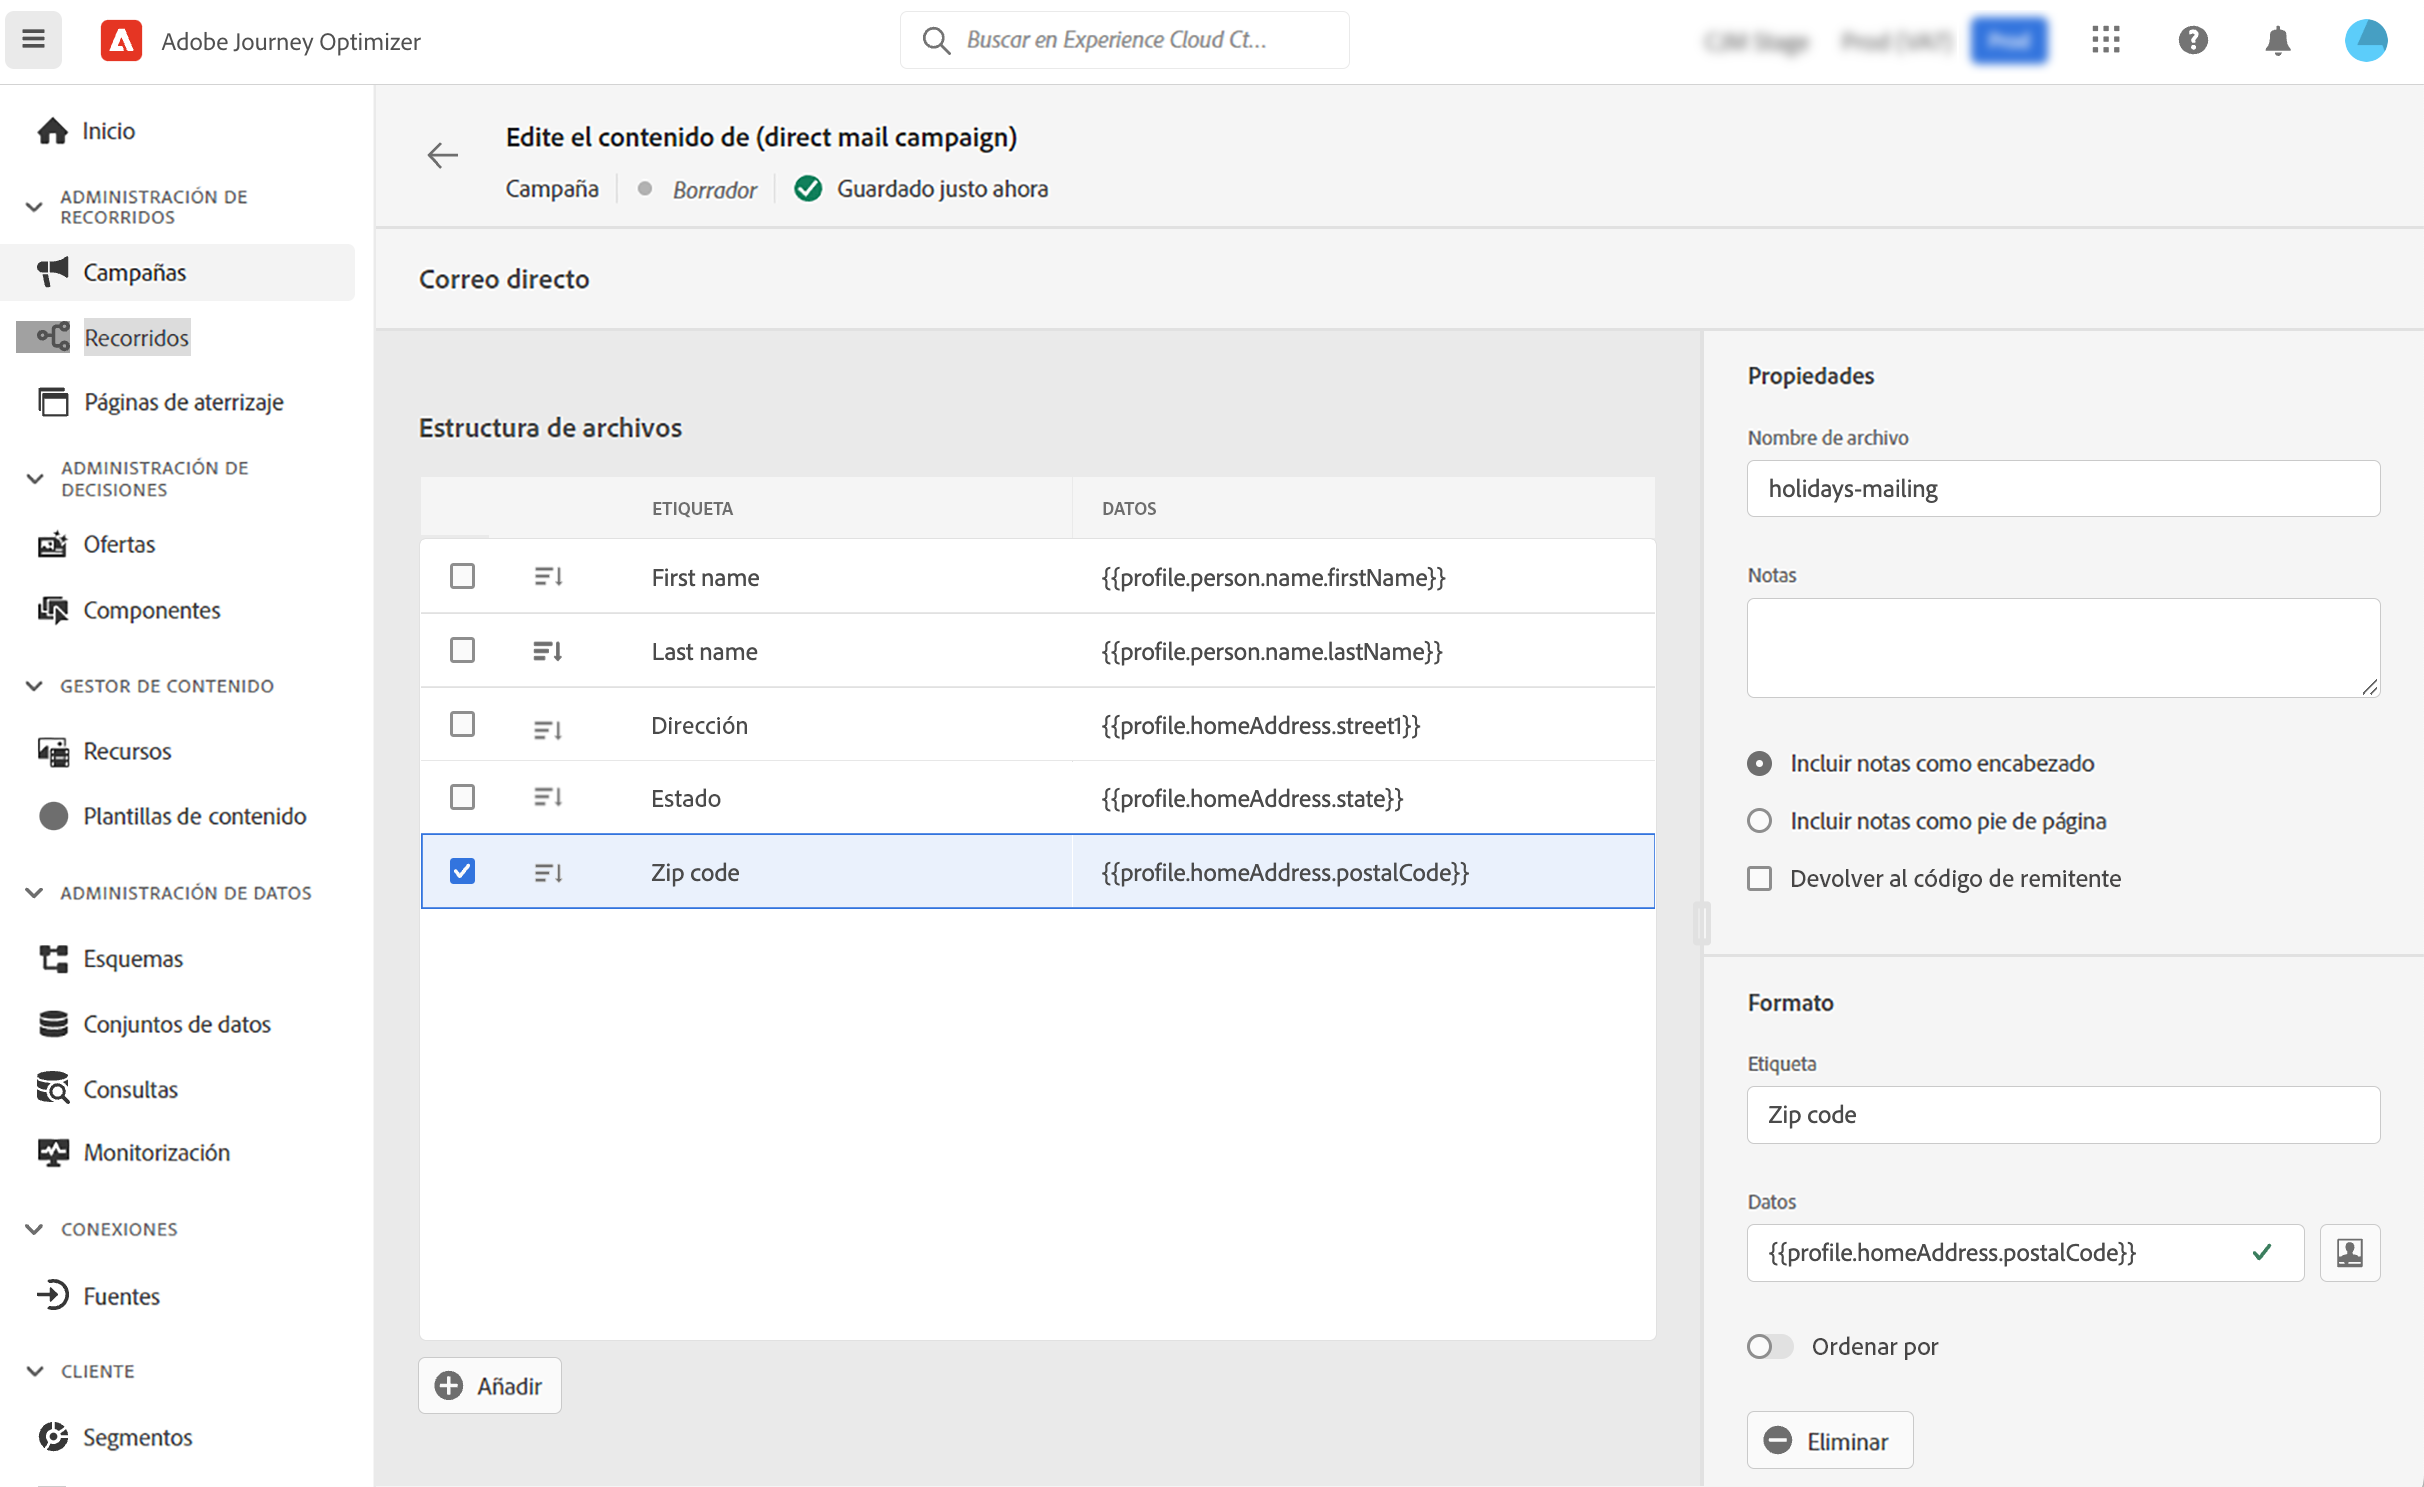 Adobe Journey Optimizer
Buscar en Experience Cloud Ct...
Inicio
ADMINISTRACIÓN DE
RECORRIDOS
Campañas
Recorridos
Páginas de aterrizaje
ADMINISTRACIÓN DE
DECISIONES
Ofertas
Componentes
GESTOR DE CONTENIDO
Recursos
Plantillas de contenido
ADMINISTRACIÓN DE DATOS
Esquemas
Conjuntos de datos
Consultas
Monitorización
CONEXIONES
Fuentes
CLIENTE
Segmentos
Edite el contenido de (direct mail campaign)
Campaña Borrador Guardado justo ahora
Correo directo
Estructura de archivos
ETIQUETA DATOS
First name {{profile.person.name.firstName}}
Last name {{profile.person.name.lastName}}
Dirección {{profile.homeAddress.street1}}
Estado {{profile.homeAddress.state}}
Zip code {{profile.homeAddress.postalCode}}
Añadir
Propiedades
Nombre de archivo
holidays-mailing
Notas
Incluir notas como encabezado
Incluir notas como pie de página
Devolver al código de remitente
Formato
Etiqueta
Zip code
Datos
{{profile.homeAddress.postalCode}}
Ordenar por
Eliminar